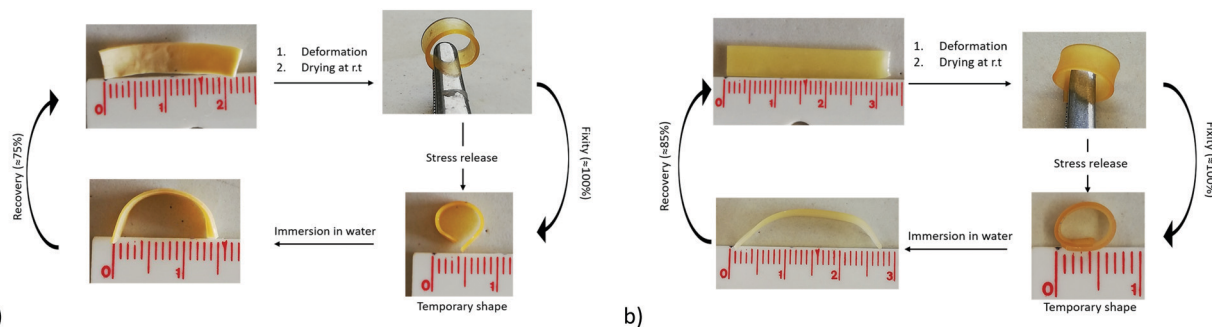 1. Deformation
2. Drying at r.t
0 1 2
Recovery (≈75%)
Fixity (≈100%)
Stress release
Immersion in water
0 1
0 1
Temporary shape
)
b)
1. Deformation
2. Drying at r.t
0 1 2 3
Recovery (≈85%)
Fixity (≈100%)
Stress release
Immersion in water
0 1 2 3
0 1
Temporary shape